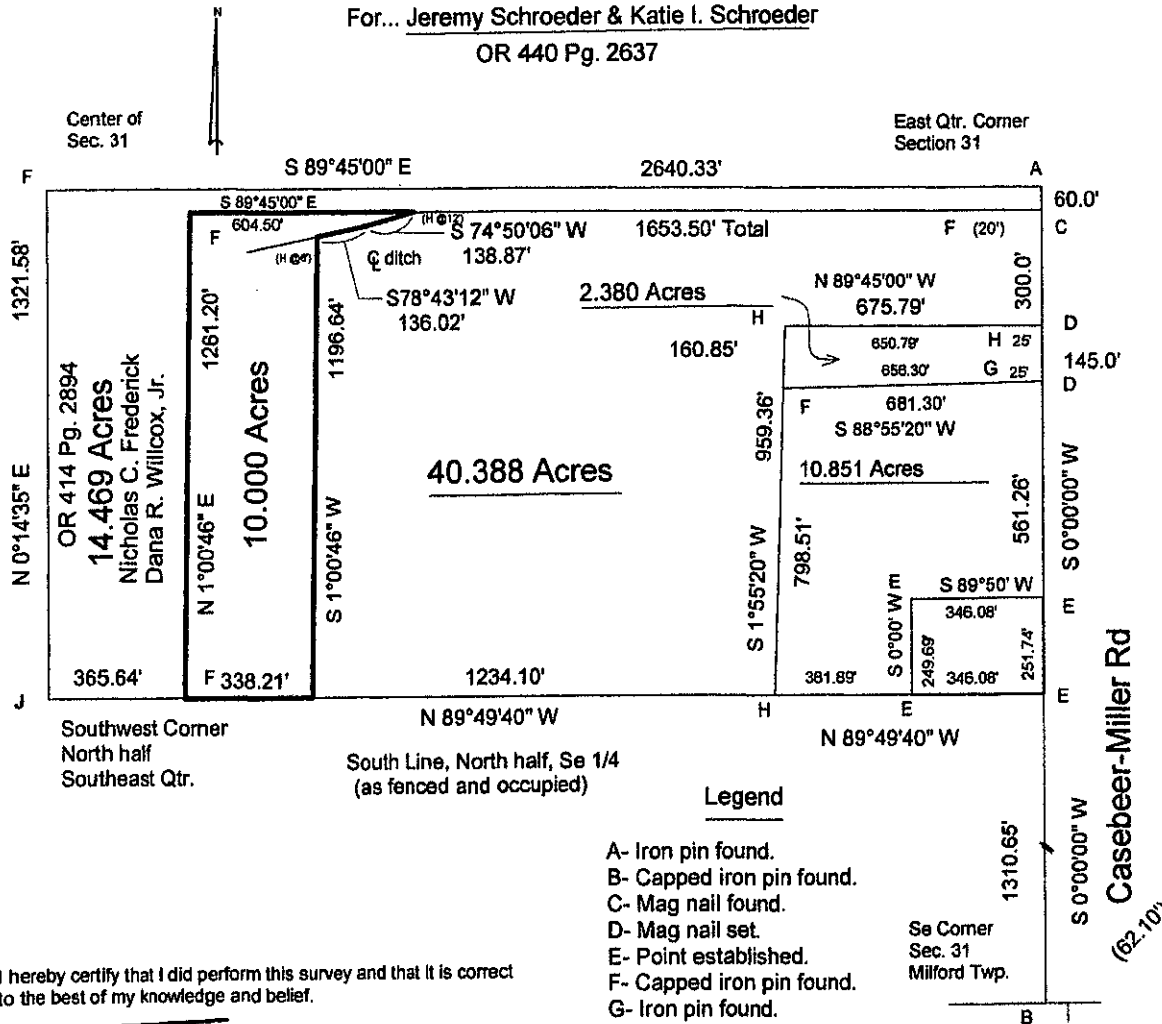 N
For... Jeremy Schroeder & Katie I. Schroeder
OR 440 Pg. 2637
Center of
Sec. 31
East Qtr. Corner
Section 31
F
S 89°45'00" E
2640.33'
A
60.0'
S 89°45'00" E
604.50'
F
(H @12)
S 74°50'06" W
138.87'
1653.50' Total
F (20')
C
℄ ditch
S78°43'12" W
136.02'
N 89°45'00" W
675.79'
300.0'
2.380 Acres
H
D
160.85'
650.79'
H 25'
145.0'
656.30'
G 25'
D
F
681.30'
S 88°55'20" W
10.851 Acres
1321.58'
N 0°14'35" E
OR 414 Pg. 2894
14.469 Acres
Nicholas C. Frederick
Dana R. Willcox, Jr.
1261.20'
N 1°00'46" E
10.000 Acres
1196.64'
S 1°00'46" W
40.388 Acres
959.36'
S 1°55'20" W
798.51'
561.26'
S 0°00'00" W
E
S 89°50' W
346.08'
E
S 0°00' W
249.69'
346.08'
251.74'
365.64'
F 338.21'
1234.10'
381.89'
J
N 89°49'40" W
H
E
E
N 89°49'40" W
Southwest Corner
North half
Southeast Qtr.
South Line, North half, Se 1/4
(as fenced and occupied)
Casebeer-Miller Rd
Legend
A- Iron pin found.
B- Capped iron pin found.
C- Mag nail found.
D- Mag nail set.
E- Point established.
F- Capped iron pin found.
G- Iron pin found.
1310.65'
S 0°00'00" W
Se Corner
Sec. 31
Milford Twp.
B
I hereby certify that I did perform this survey and that it is correct
to the best of my knowledge and belief.